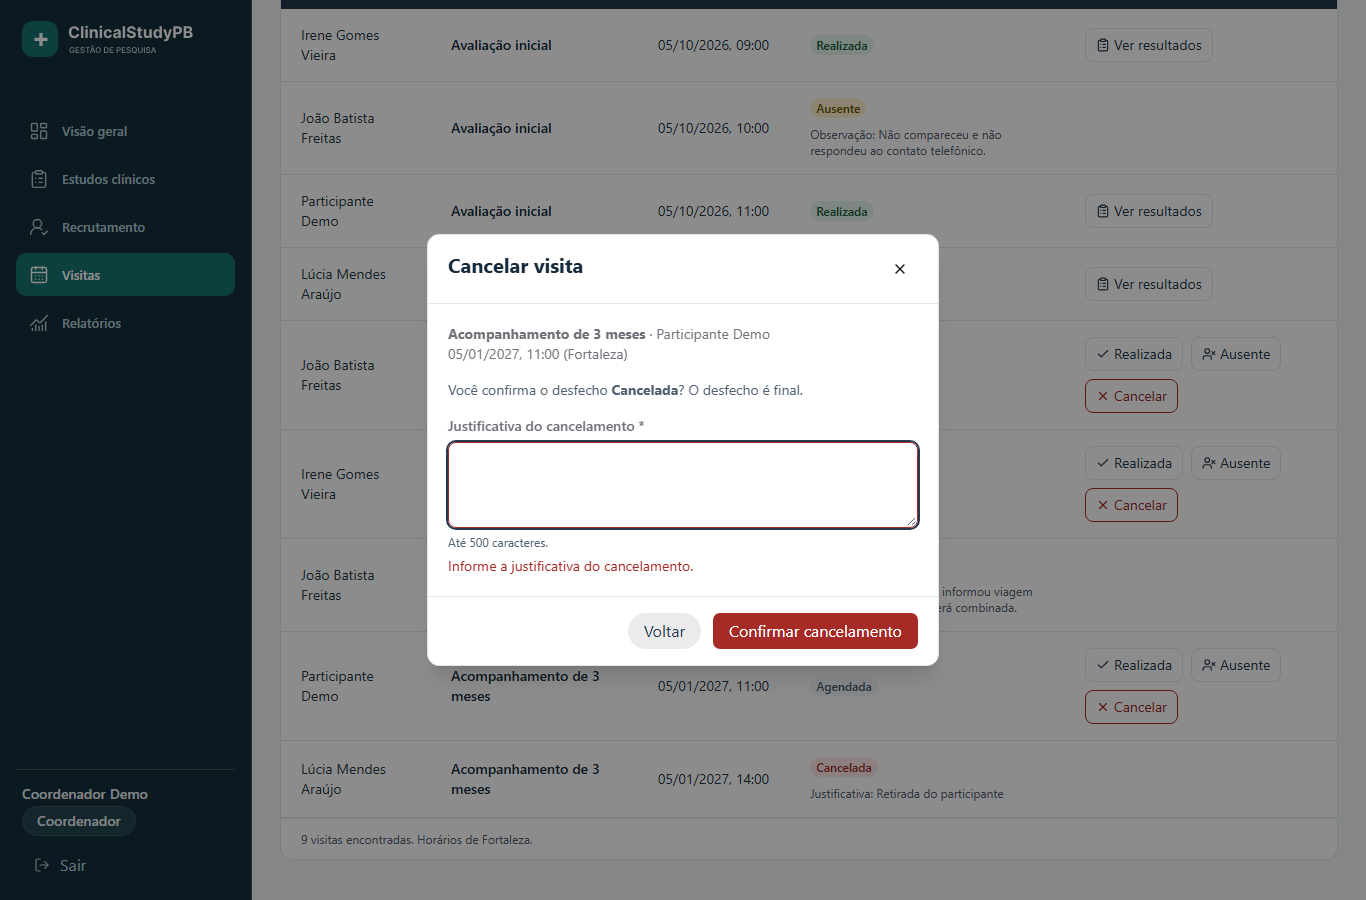 ClinicalStudyPB
GESTÃO DE PESQUISA
Visão geral
Estudos clínicos
Recrutamento
Visitas
Relatórios
Coordenador Demo
Coordenador
Sair
Irene Gomes
Vieira
Avaliação inicial
05/10/2026, 09:00
Realizada
Ver resultados
João Batista
Freitas
Avaliação inicial
05/10/2026, 10:00
Ausente
Observação: Não compareceu e não
respondeu ao contato telefônico.
Participante
Demo
Avaliação inicial
05/10/2026, 11:00
Realizada
Ver resultados
Lúcia Mendes
Araújo
Ver resultados
João Batista
Freitas
Realizada
Ausente
Cancelar
Irene Gomes
Vieira
Realizada
Ausente
Cancelar
João Batista
Freitas
informou viagem
erá combinada.
Participante
Demo
Acompanhamento de 3
meses
05/01/2027, 11:00
Agendada
Realizada
Ausente
Cancelar
Lúcia Mendes
Araújo
Acompanhamento de 3
meses
05/01/2027, 14:00
Cancelada
Justificativa: Retirada do participante
9 visitas encontradas. Horários de Fortaleza.
Cancelar visita
Acompanhamento de 3 meses · Participante Demo
05/01/2027, 11:00 (Fortaleza)
Você confirma o desfecho Cancelada? O desfecho é final.
Justificativa do cancelamento *
Até 500 caracteres.
Informe a justificativa do cancelamento.
Voltar
Confirmar cancelamento